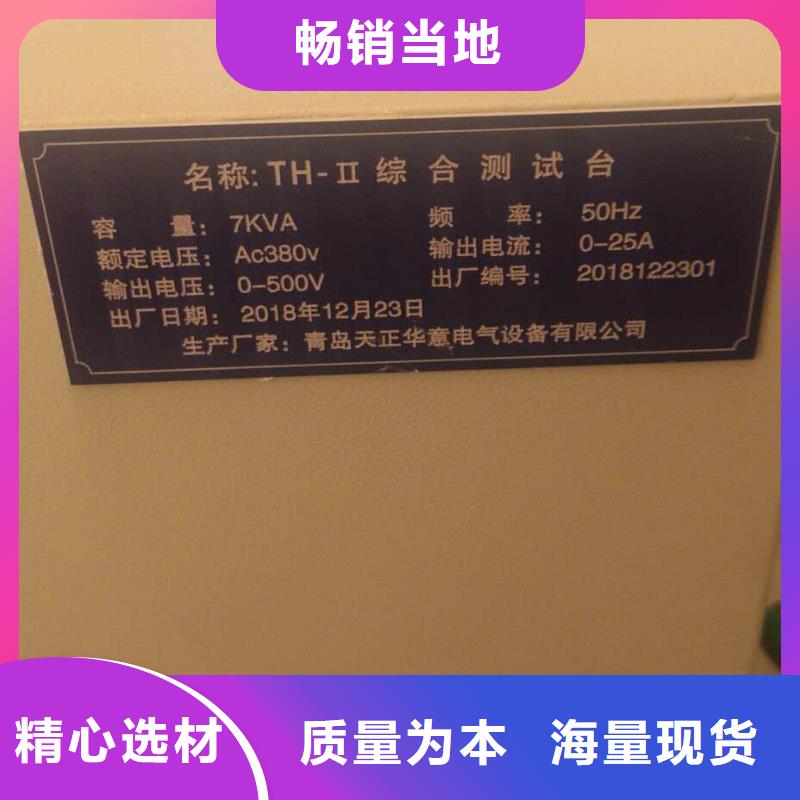 畅销当地
名称: TH-Ⅱ 综合测试台
容量: 7KVA 频率: 50Hz
额定电压: Ac380v 输出电流: 0-25A
输出电压: 0-500V 出厂编号: 2018122301
出厂日期: 2018年12月23日
生产厂家: 青岛天正华意电气设备有限公司
精心选材 质量为本 海量现货